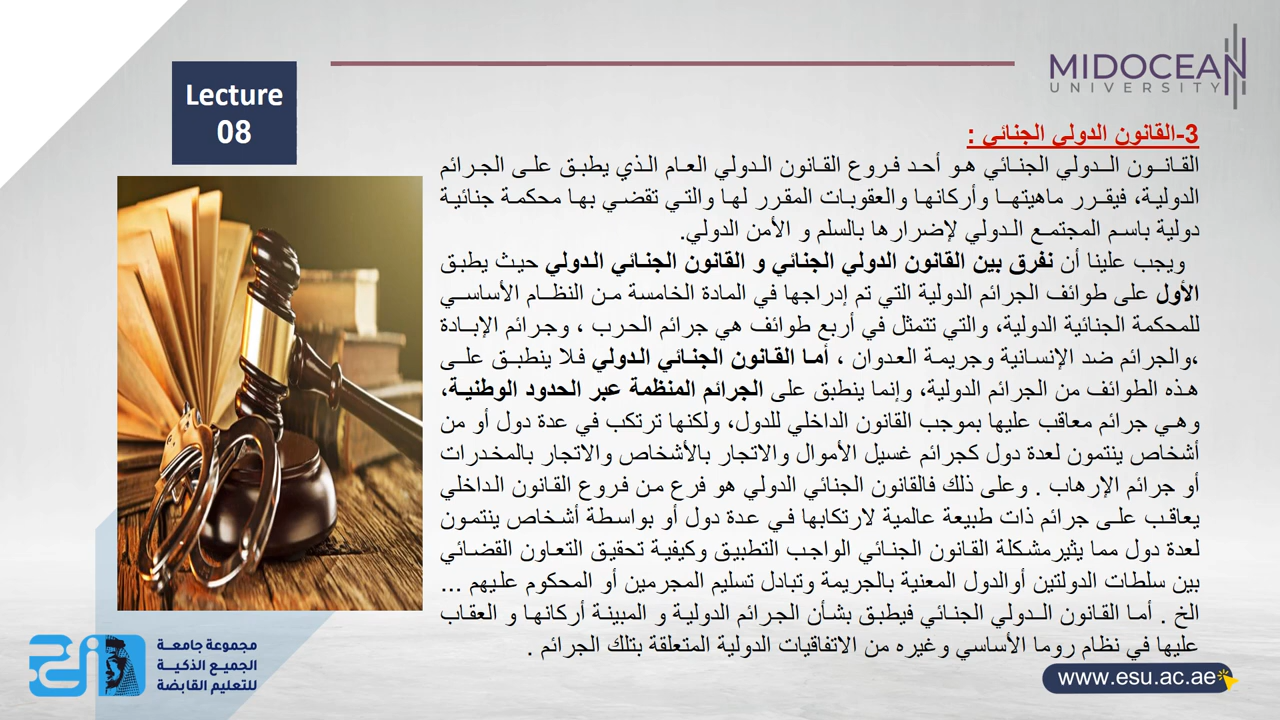 MIDOCEAN
UNIVERSITY
Lecture
08
3-القانون الدولي الجنائي :
القانون الدولي الجنائي هو أحد فروع القانون الدولي العام الذي يطبق على الجرائم
الدولية، فيقرر ماهيتها وأركانها والعقوبات المقرر لها والتي تقضي بها محكمة جنائية
دولية باسم المجتمع الدولي لإضرارها بالسلم و الأمن الدولي.
ويجب علينا أن نفرق بين القانون الدولي الجنائي و القانون الجنائي الدولي حيث يطبق
الأول على طوائف الجرائم الدولية التي تم إدراجها في المادة الخامسة من النظام الأساسي
للمحكمة الجنائية الدولية، والتي تتمثل في أربع طوائف هي جرائم الحرب ، وجرائم الإبادة
،والجرائم ضد الإنسانية وجريمة العدوان ، أما القانون الجنائي الدولي فلا ينطبق على
هذه الطوائف من الجرائم الدولية، وإنما ينطبق على الجرائم المنظمة عبر الحدود الوطنية،
وهي جرائم معاقب عليها بموجب القانون الداخلي للدول، ولكنها ترتكب في عدة دول أو من
أشخاص ينتمون لعدة دول كجرائم غسيل الأموال والاتجار بالأشخاص والاتجار بالمخدرات
أو جرائم الإرهاب . وعلى ذلك فالقانون الجنائي الدولي هو فرع من فروع القانون الداخلي
يعاقب على جرائم ذات طبيعة عالمية لارتكابها في عدة دول أو بواسطة أشخاص ينتمون
لعدة دول مما يثيرمشكلة القانون الجنائي الواجب التطبيق وكيفية تحقيق التعاون القضائي
بين سلطات الدولتين أوالدول المعنية بالجريمة وتبادل تسليم المجرمين أو المحكوم عليهم ...
الخ . أما القانون الدولي الجنائي فيطبق بشأن الجرائم الدولية و المبينة أركانها و العقاب
عليها في نظام روما الأساسي وغيره من الاتفاقيات الدولية المتعلقة بتلك الجرائم .
مجموعة جامعة
الجميع الذكية
للتعليم القابضة
www.esu.ac.ae